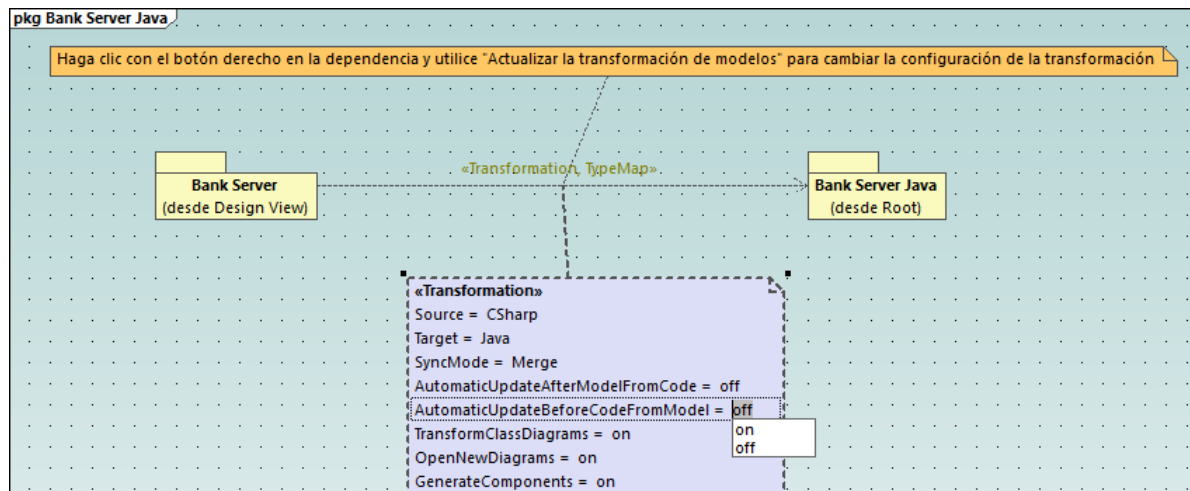 pkg Bank Server Java
Haga clic con el botón derecho en la dependencia y utilice "Actualizar la transformación de modelos" para cambiar la configuración de la transformación
«Transformation, TypeMap»
Bank Server
(desde Design View)
Bank Server Java
(desde Root)
«Transformation»
Source = CSharp
Target = Java
SyncMode = Merge
AutomaticUpdateAfterModelFromCode = off
AutomaticUpdateBeforeCodeFromModel = off
on
off
TransformClassDiagrams = on
OpenNewDiagrams = on
GenerateComponents = on